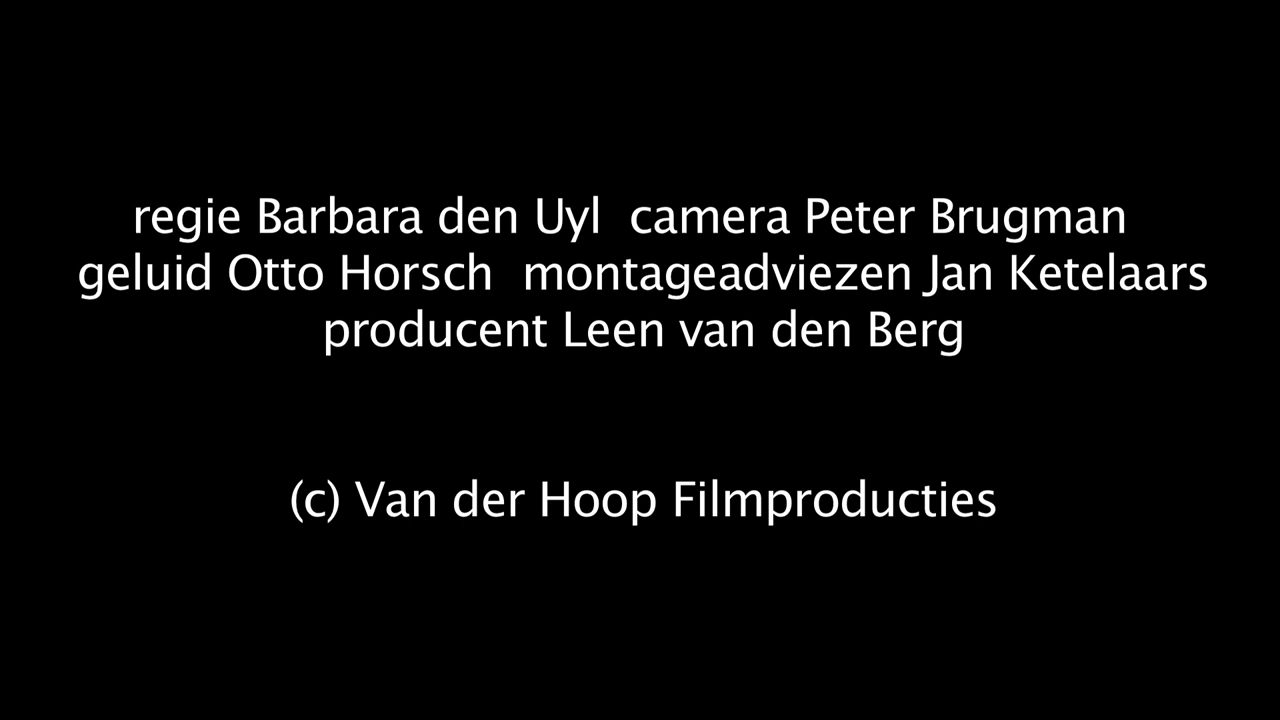 regie Barbara den Uyl  camera Peter Brugman
geluid Otto Horsch  montageadviezen Jan Ketelaars
producent Leen van den Berg
(c) Van der Hoop Filmproducties